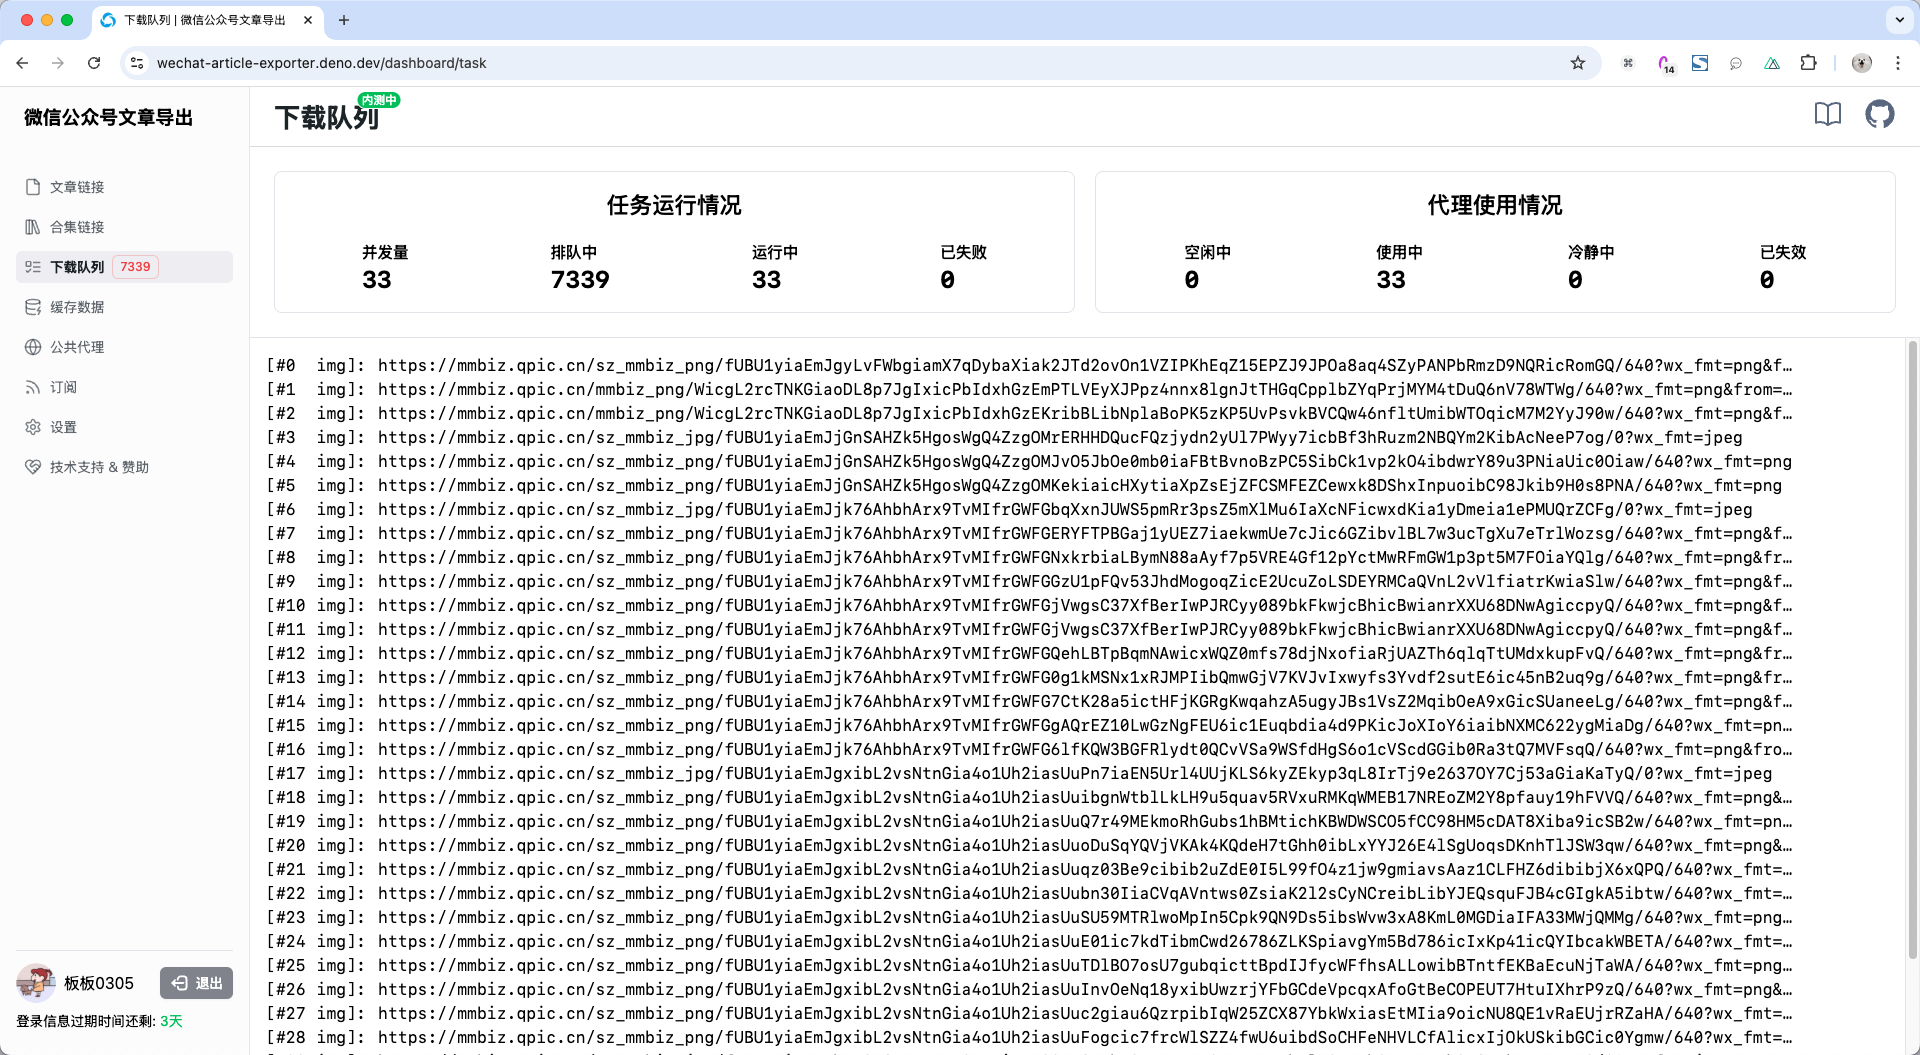 下载队列 | 微信公众号文章导出
wechat-article-exporter.deno.dev/dashboard/task
14
微信公众号文章导出
文章链接
合集链接
下载队列 7339
缓存数据
公共代理
订阅
设置
技术支持 & 赞助
板板0305
退出
登录信息过期时间还剩: 3天
下载队列
内测中
任务运行情况
并发量 排队中 运行中 已失败
33 7339 33 0
代理使用情况
空闲中 使用中 冷静中 已失效
0 33 0 0
[#0 img]: https://mmbiz.qpic.cn/sz_mmbiz_png/fUBU1yiaEmJgyLvFWbgiamX7qDybaXiak2JTd2ovOn1VZIPKhEqZ15EPZJ9JPOa8aq4SZyPANPbRmzD9NQRicRomGQ/640?wx_fmt=png&f…
[#1 img]: https://mmbiz.qpic.cn/mmbiz_png/WicgL2rcTNKGiaoDL8p7JgIxicPbIdxhGzEmPTLVEyXJPpz4nnx8lgnJtTHGqCpplbZYqPrjMYM4tDuQ6nV78WTWg/640?wx_fmt=png&from=…
[#2 img]: https://mmbiz.qpic.cn/mmbiz_png/WicgL2rcTNKGiaoDL8p7JgIxicPbIdxhGzEKribBLibNplaBoPK5zKP5UvPsvkBVCQw46nfltUmibWTOqicM7M2YyJ90w/640?wx_fmt=png&f…
[#3 img]: https://mmbiz.qpic.cn/sz_mmbiz_jpg/fUBU1yiaEmJjGnSAHZk5HgosWgQ4ZzgOMrERHHDQucFQzjydn2yUl7PWyy7icbBf3hRuzm2NBQYm2KibAcNeeP7og/0?wx_fmt=jpeg
[#4 img]: https://mmbiz.qpic.cn/sz_mmbiz_png/fUBU1yiaEmJjGnSAHZk5HgosWgQ4ZzgOMJvO5JbOe0mb0iaFBtBvnoBzPC5SibCk1vp2kO4ibdwrY89u3PNiaUic0Oiaw/640?wx_fmt=png
[#5 img]: https://mmbiz.qpic.cn/sz_mmbiz_png/fUBU1yiaEmJjGnSAHZk5HgosWgQ4ZzgOMKekiaicHXytiaXpZsEjZFCSMFEZCewxk8DShxInpuoibC98Jkib9H0s8PNA/640?wx_fmt=png
[#6 img]: https://mmbiz.qpic.cn/sz_mmbiz_jpg/fUBU1yiaEmJjk76AhbhArx9TvMIfrGWFGbqXxnJUWS5pmRr3psZ5mXlMu6IaXcNFicwxdKia1yDmeia1ePMUQrZCFg/0?wx_fmt=jpeg
[#7 img]: https://mmbiz.qpic.cn/sz_mmbiz_png/fUBU1yiaEmJjk76AhbhArx9TvMIfrGWFGERYFTPBGaj1yUEZ7iaekwmUe7cJic6GZibvlBL7w3ucTgXu7eTrlWozsg/640?wx_fmt=png&f…
[#8 img]: https://mmbiz.qpic.cn/sz_mmbiz_png/fUBU1yiaEmJjk76AhbhArx9TvMIfrGWFGNxkrbiaLBymN88aAyf7p5VRE4Gf12pYctMwRFmGW1p3pt5M7FOiaYQlg/640?wx_fmt=png&fr…
[#9 img]: https://mmbiz.qpic.cn/sz_mmbiz_png/fUBU1yiaEmJjk76AhbhArx9TvMIfrGWFGGzU1pFQv53JhdMogoqZicE2UcuZoLSDEYRMCaQVnL2vVlfiatrKwiaSlw/640?wx_fmt=png&f…
[#10 img]: https://mmbiz.qpic.cn/sz_mmbiz_png/fUBU1yiaEmJjk76AhbhArx9TvMIfrGWFGjVwgsC37XfBerIwPJRCyy089bkFkwjcBhicBwianrXXU68DNwAgiccpyQ/640?wx_fmt=png&f…
[#11 img]: https://mmbiz.qpic.cn/sz_mmbiz_png/fUBU1yiaEmJjk76AhbhArx9TvMIfrGWFGjVwgsC37XfBerIwPJRCyy089bkFkwjcBhicBwianrXXU68DNwAgiccpyQ/640?wx_fmt=png&f…
[#12 img]: https://mmbiz.qpic.cn/sz_mmbiz_png/fUBU1yiaEmJjk76AhbhArx9TvMIfrGWFGQehLBTpBqmNAwicxWQZ0mfs78djNxofiaRjUAZTh6qlqTtUMdxkupFvQ/640?wx_fmt=png&fr…
[#13 img]: https://mmbiz.qpic.cn/sz_mmbiz_png/fUBU1yiaEmJjk76AhbhArx9TvMIfrGWFG0g1kMSNx1xRJMPIibQmwGjV7KVJvIxwyfs3Yvdf2sutE6ic45nB2uq9g/640?wx_fmt=png&fr…
[#14 img]: https://mmbiz.qpic.cn/sz_mmbiz_png/fUBU1yiaEmJjk76AhbhArx9TvMIfrGWFG7CtK28a5ictHFjKGRgKwqahzA5ugyJBs1VsZ2MqibOeA9xGicSUaneeLg/640?wx_fmt=png&f…
[#15 img]: https://mmbiz.qpic.cn/sz_mmbiz_png/fUBU1yiaEmJjk76AhbhArx9TvMIfrGWFGgAQrEZ10LwGzNgFEU6ic1Euqbdia4d9PKicJoXIoY6iaibNXMC622ygMiaDg/640?wx_fmt=pn…
[#16 img]: https://mmbiz.qpic.cn/sz_mmbiz_png/fUBU1yiaEmJjk76AhbhArx9TvMIfrGWFG6lfKQW3BGFRlydt0QCvVSa9WSfdHgS6o1cVScdGGib0Ra3tQ7MVFsqQ/640?wx_fmt=png&fro…
[#17 img]: https://mmbiz.qpic.cn/sz_mmbiz_jpg/fUBU1yiaEmJgxibL2vsNtnGia4o1Uh2iasUuPn7iaEN5Url4UUjKLS6kyZEkyp3qL8IrTj9e2637OY7Cj53aGiaKaTyQ/0?wx_fmt=jpeg
[#18 img]: https://mmbiz.qpic.cn/sz_mmbiz_png/fUBU1yiaEmJgxibL2vsNtnGia4o1Uh2iasUuibgnWtblLkLH9u5quav5RVxuRMKqWMEB17NREoZM2Y8pfauy19hFVVQ/640?wx_fmt=png&…
[#19 img]: https://mmbiz.qpic.cn/sz_mmbiz_png/fUBU1yiaEmJgxibL2vsNtnGia4o1Uh2iasUuQ7r49MEkmoRhGubs1hBMtichKBWDWSCO5fCC98HM5cDAT8Xiba9icSB2w/640?wx_fmt=pn…
[#20 img]: https://mmbiz.qpic.cn/sz_mmbiz_png/fUBU1yiaEmJgxibL2vsNtnGia4o1Uh2iasUuoDuSqYQVjVKAk4KQdeH7tGhh0ibLxYYJ26E4lSgUoqsDKnhTlJSW3qw/640?wx_fmt=png&…
[#21 img]: https://mmbiz.qpic.cn/sz_mmbiz_png/fUBU1yiaEmJgxibL2vsNtnGia4o1Uh2iasUuqz03Be9cibib2uZdE0I5L99fO4z1jw9gmiavsAaz1CLFHZ6dibibjX6xQPQ/640?wx_fmt=…
[#22 img]: https://mmbiz.qpic.cn/sz_mmbiz_png/fUBU1yiaEmJgxibL2vsNtnGia4o1Uh2iasUubn30IiaCVqAVntws0ZsiaK2l2sCyNCreibLibYJEQsquFJB4cGIgkA5ibtw/640?wx_fmt=…
[#23 img]: https://mmbiz.qpic.cn/sz_mmbiz_png/fUBU1yiaEmJgxibL2vsNtnGia4o1Uh2iasUuSU59MTRlwoMpIn5Cpk9QN9Ds5ibsWvw3xA8KmL0MGDiaIFA33MWjQMMg/640?wx_fmt=png…
[#24 img]: https://mmbiz.qpic.cn/sz_mmbiz_png/fUBU1yiaEmJgxibL2vsNtnGia4o1Uh2iasUuE01ic7kdTibmCwd26786ZLKSpiavgYm5Bd786icIxKp41icQYIbcakWBETA/640?wx_fmt=…
[#25 img]: https://mmbiz.qpic.cn/sz_mmbiz_png/fUBU1yiaEmJgxibL2vsNtnGia4o1Uh2iasUuTDlBO7osU7gubqicttBpdIJfycWFfhsALLowibBTntfEKBaEcuNjTaWA/640?wx_fmt=png…
[#26 img]: https://mmbiz.qpic.cn/sz_mmbiz_png/fUBU1yiaEmJgxibL2vsNtnGia4o1Uh2iasUuInvOeNq18yxibUwzrjYFbGCdeVpcqxAfoGtBeCOPEUT7HtuIXhrP9zQ/640?wx_fmt=png&…
[#27 img]: https://mmbiz.qpic.cn/sz_mmbiz_png/fUBU1yiaEmJgxibL2vsNtnGia4o1Uh2iasUuc2giau6QzrpibIqW25ZCX87YbkWxiasEtMIia9oicNU8QE1vRaEUjrRZaHA/640?wx_fmt=…
[#28 img]: https://mmbiz.qpic.cn/sz_mmbiz_png/fUBU1yiaEmJgxibL2vsNtnGia4o1Uh2iasUuFogcic7frcWlSZZ4fwU6uibdSoCHFeNHVLCfAlicxIjOkUSkibGCic0Ygmw/640?wx_fmt=…